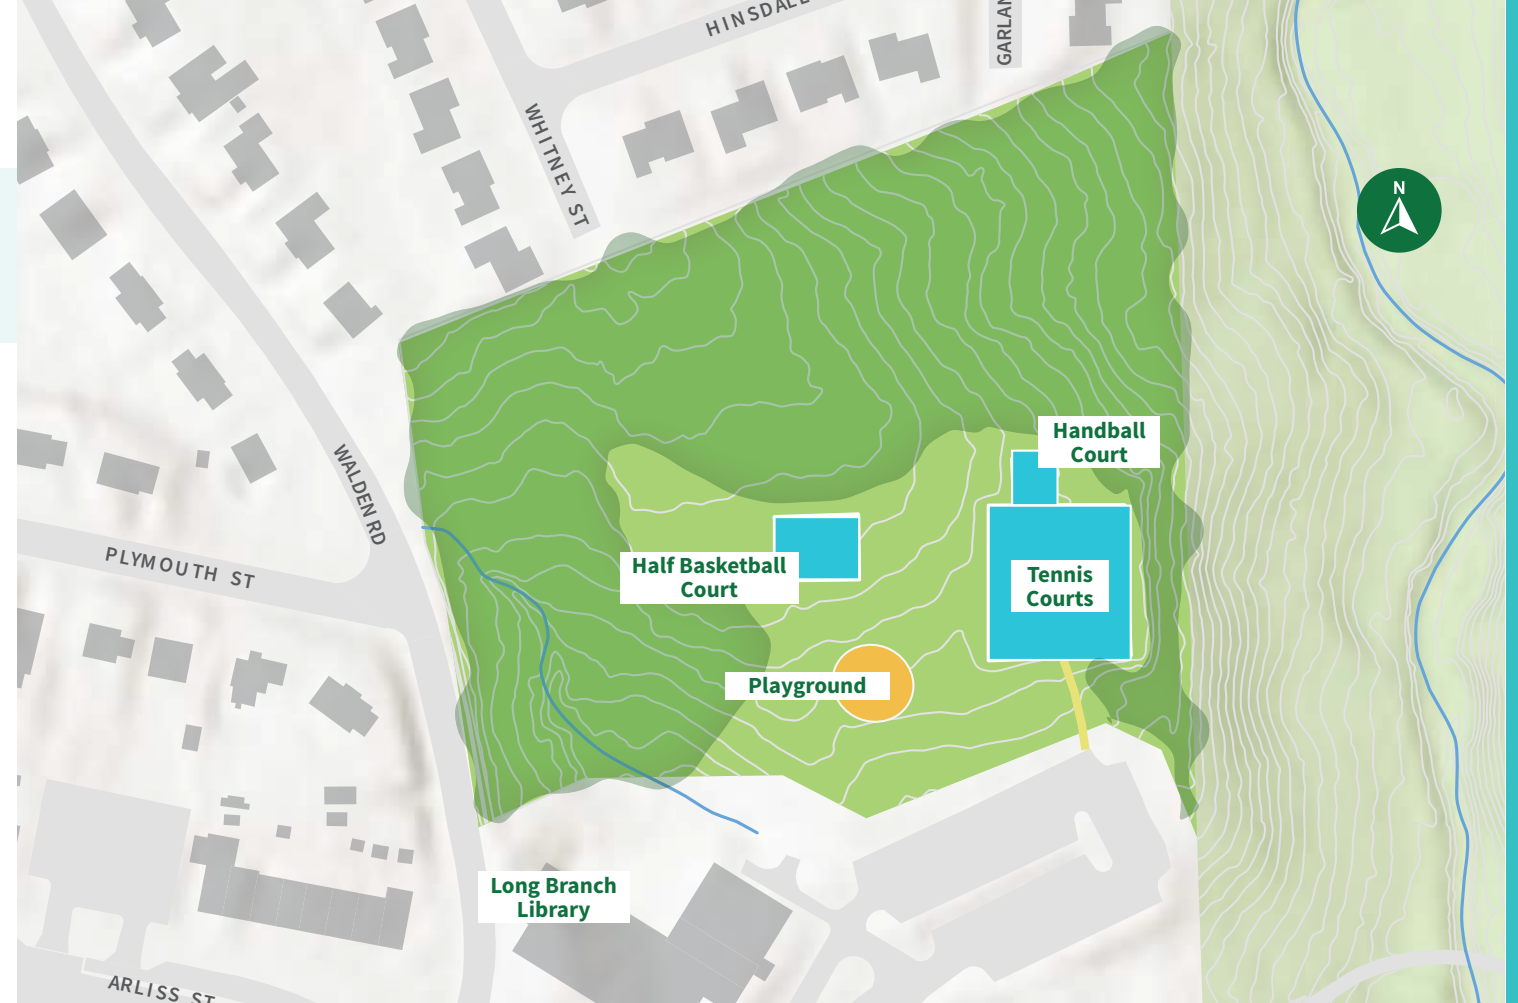 HINSDALE
GARLAN
WHITNEY ST
N
WALDEN RD
Handball
Court
PLYMOUTH ST
Half Basketball
Court
Tennis
Courts
Playground
Long Branch
Library
ARLISS ST